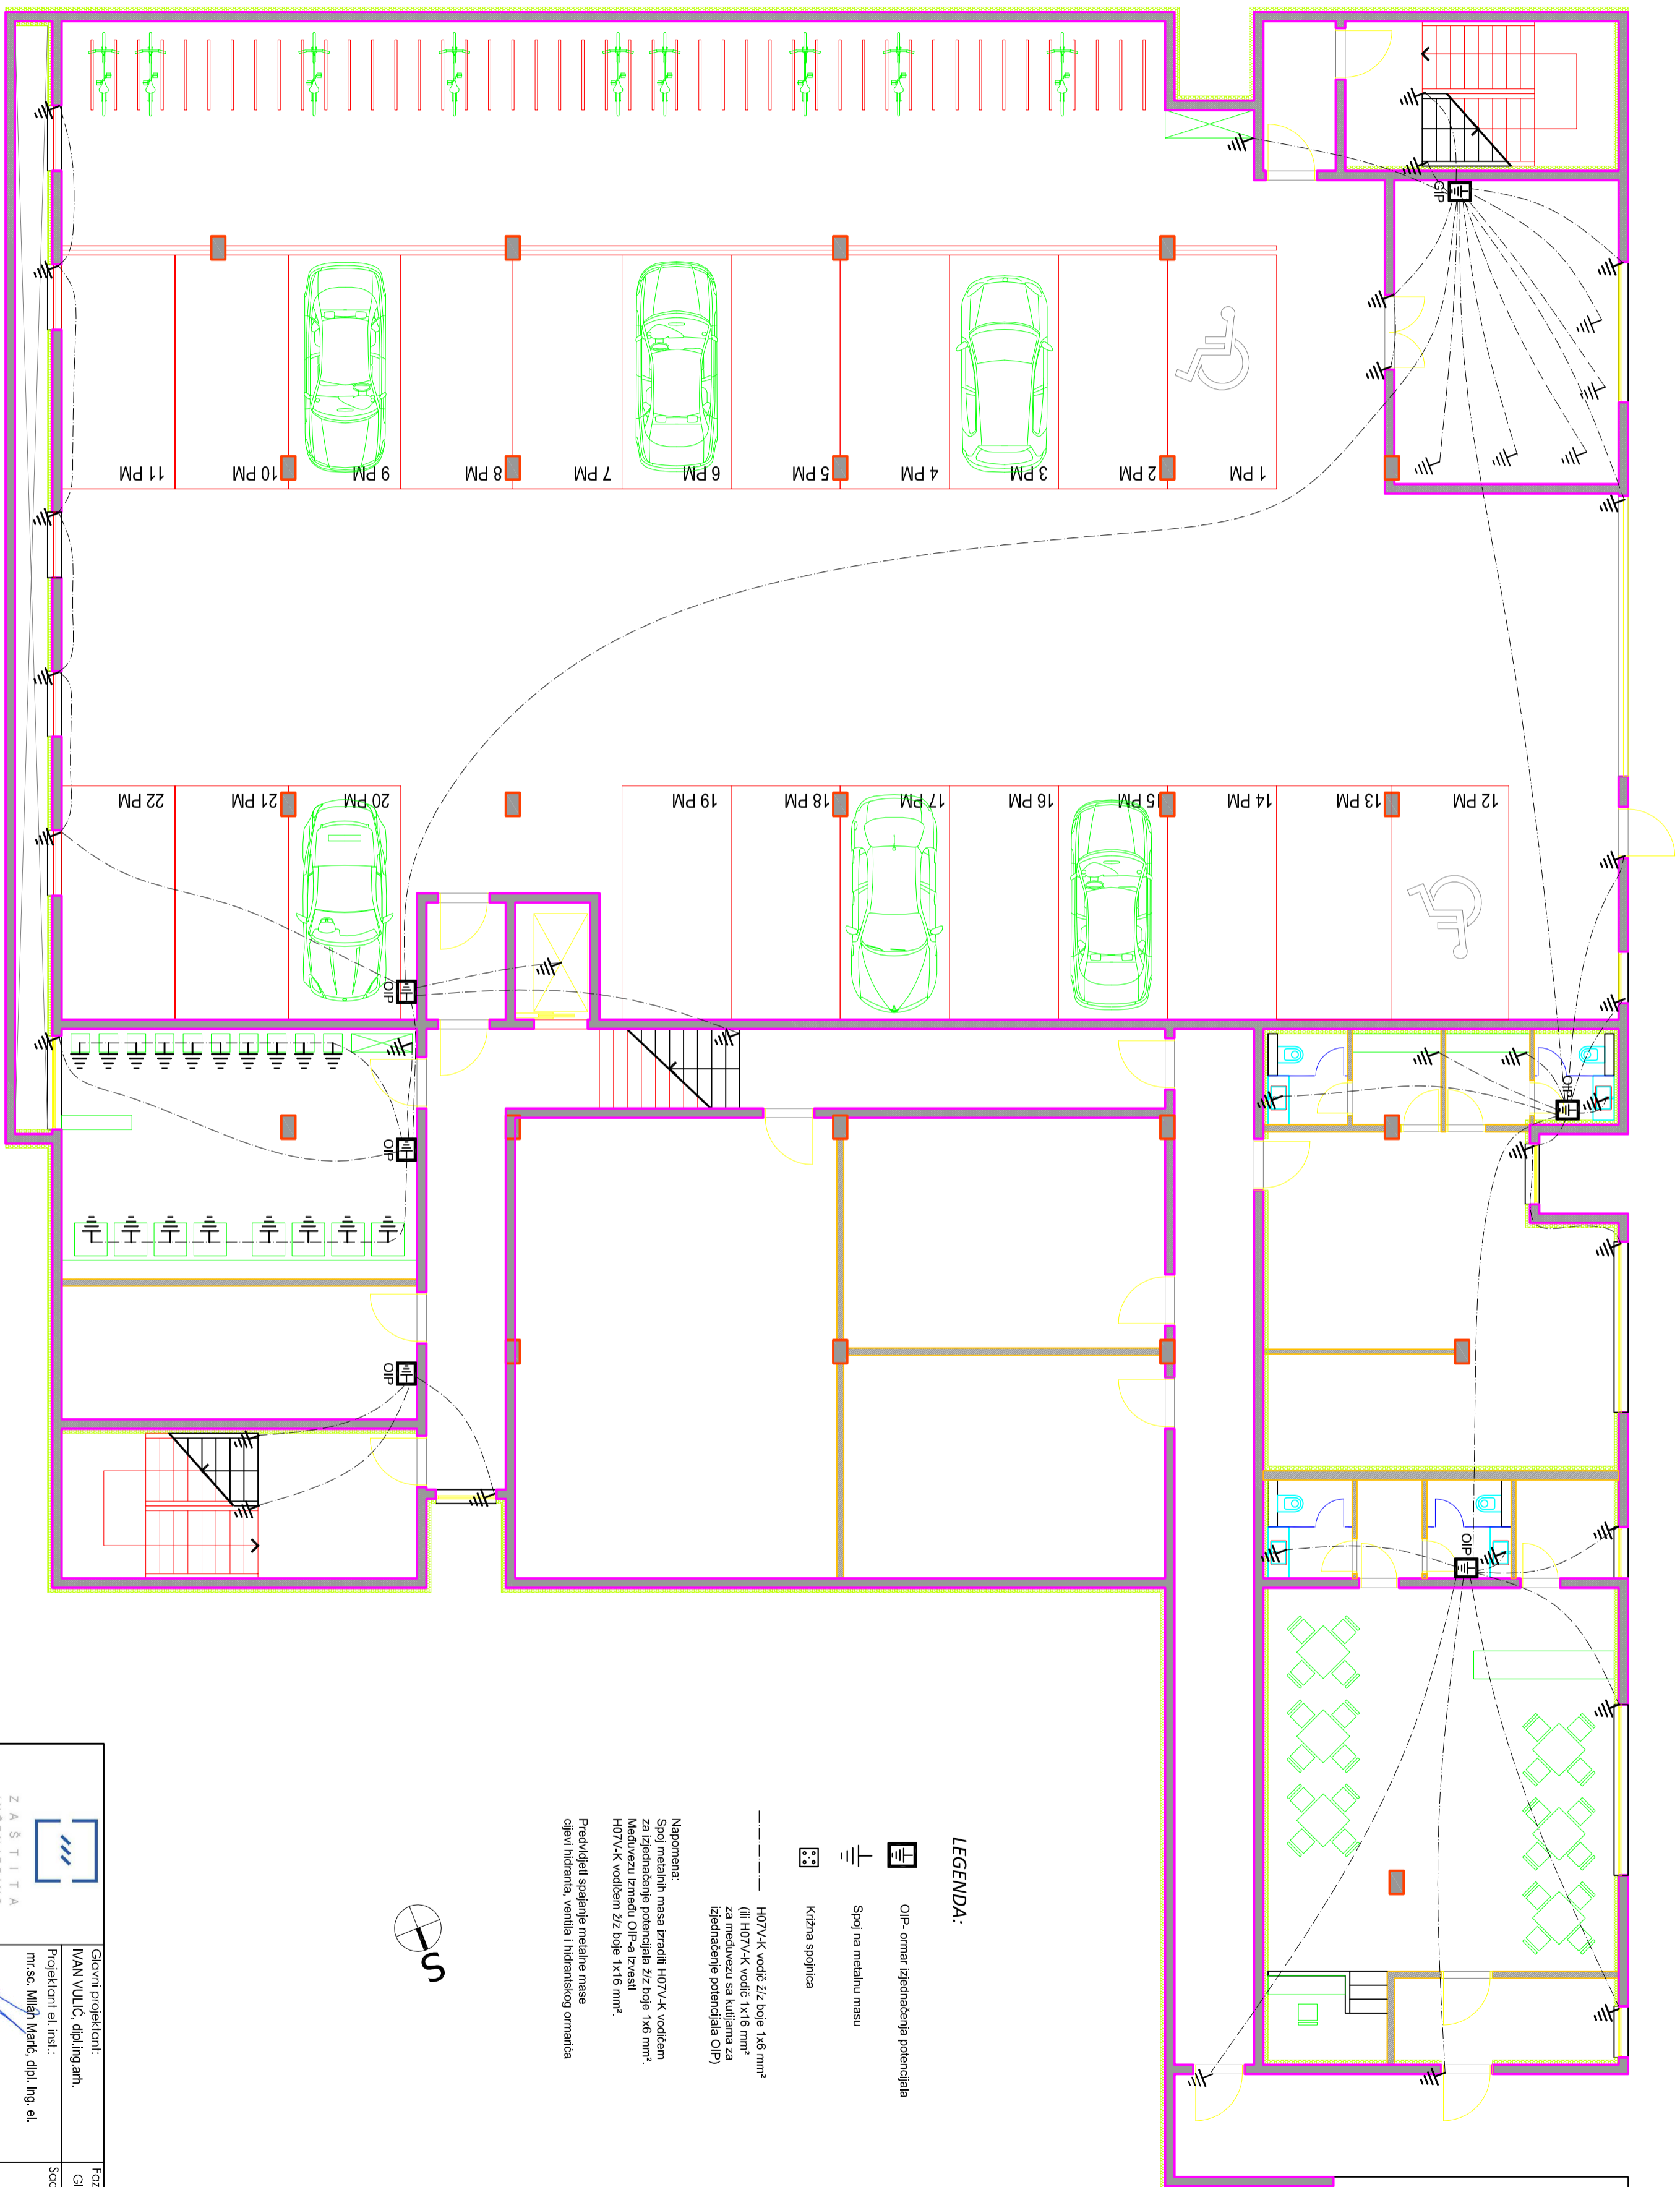 GIP
1 PM
2 PM
3 PM
4 PM
5 PM
6 PM
7 PM
8 PM
9 PM
10 PM
11 PM
12 PM
13 PM
14 PM
15 PM
16 PM
17 PM
18 PM
19 PM
20 PM
21 PM
22 PM
OIP
OIP
OIP
OIP
OIP
LEGENDA:
OIP- ormar izjednačenja potencijala
Spoj na metalnu masu
Križna spojnica
H07V-K vodič ž/z boje 1x6 mm²
(Ili H07V-K vodič 1x16 mm²
za međuvezu sa kutijama za
izjednačenje potencijala OIP)
Napomena:
Spoj metalnih masa izraditi H07V-K vodičem
za izjednačenje potencijala ž/z boje 1x6 mm².
Međuvezu između OIP-a izvesti
H07V-K vodičem ž/z boje 1x16 mm².
Predvidjeti spajanje metalne mase
cijevi hidranta, ventila i hidrantskog ormarića
S
ZAŠTITA
Glavni projektant:
IVAN VULIĆ, dipl.ing.arh.
Projektant el. inst.:
mr.sc. Milan Marić, dipl. ing. el.